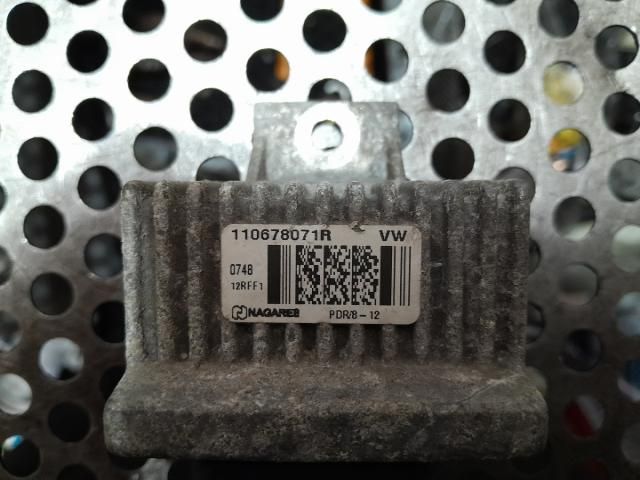 110678071R VW
0748
12RFF1
NAGARES PDR/8-12